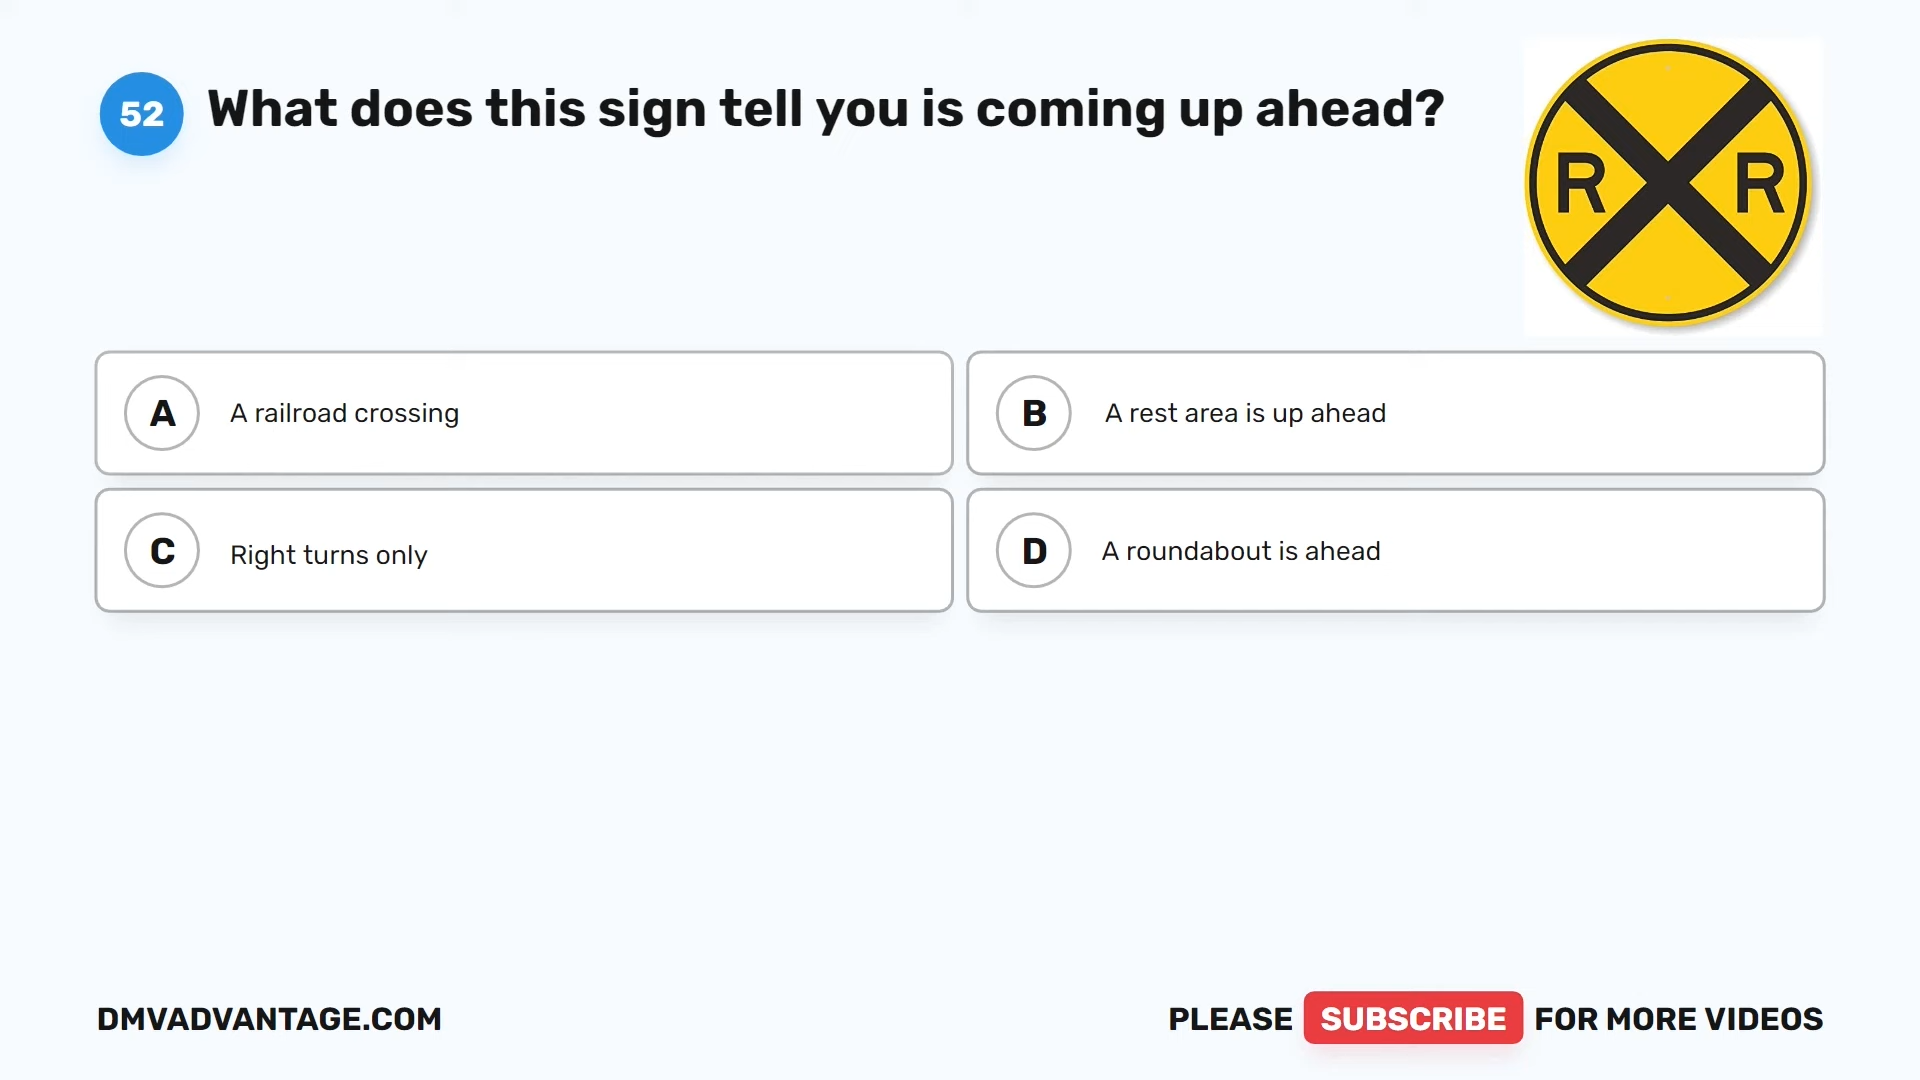 52
What does this sign tell you is coming up ahead?
R R
A A railroad crossing
B A rest area is up ahead
C Right turns only
D A roundabout is ahead
DMVADVANTAGE.COM
PLEASE SUBSCRIBE FOR MORE VIDEOS